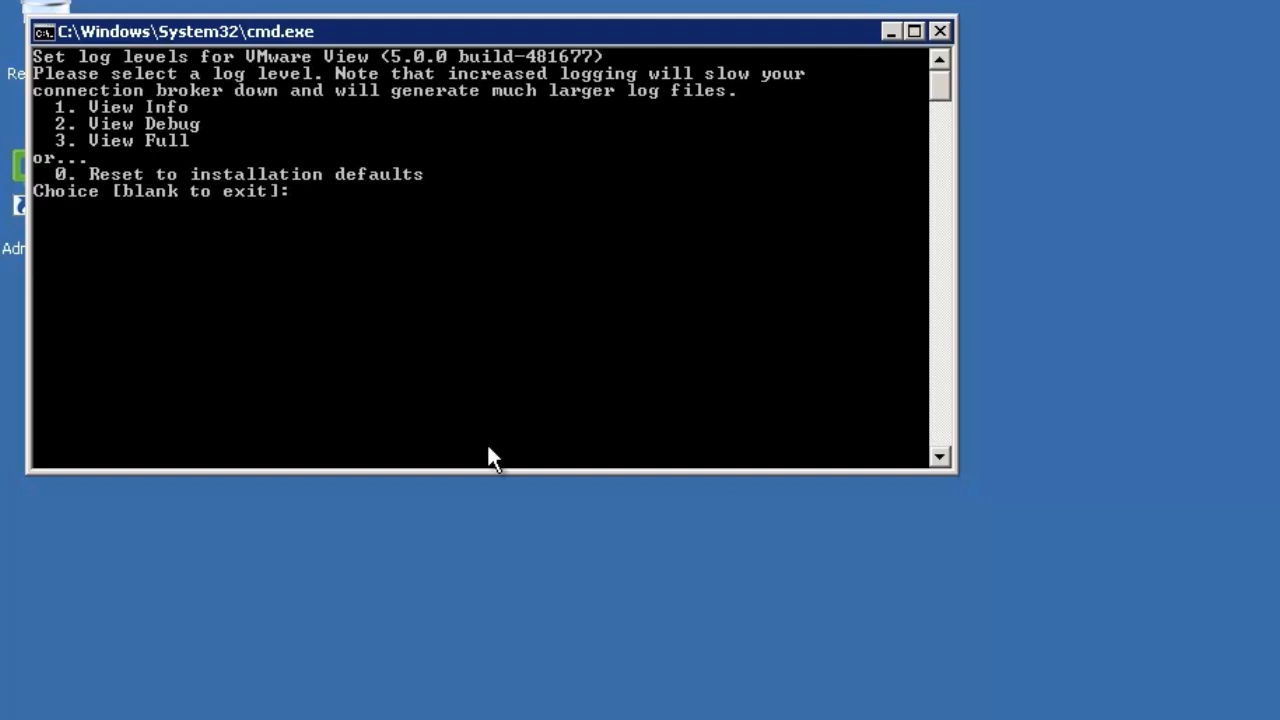 C:\Windows\System32\cmd.exe
Set log levels for VMware View (5.0.0 build-481677)
Please select a log level. Note that increased logging will slow your
connection broker down and will generate much larger log files.
1. View Info
2. View Debug
3. View Full
or...
0. Reset to installation defaults
Choice [blank to exit]: